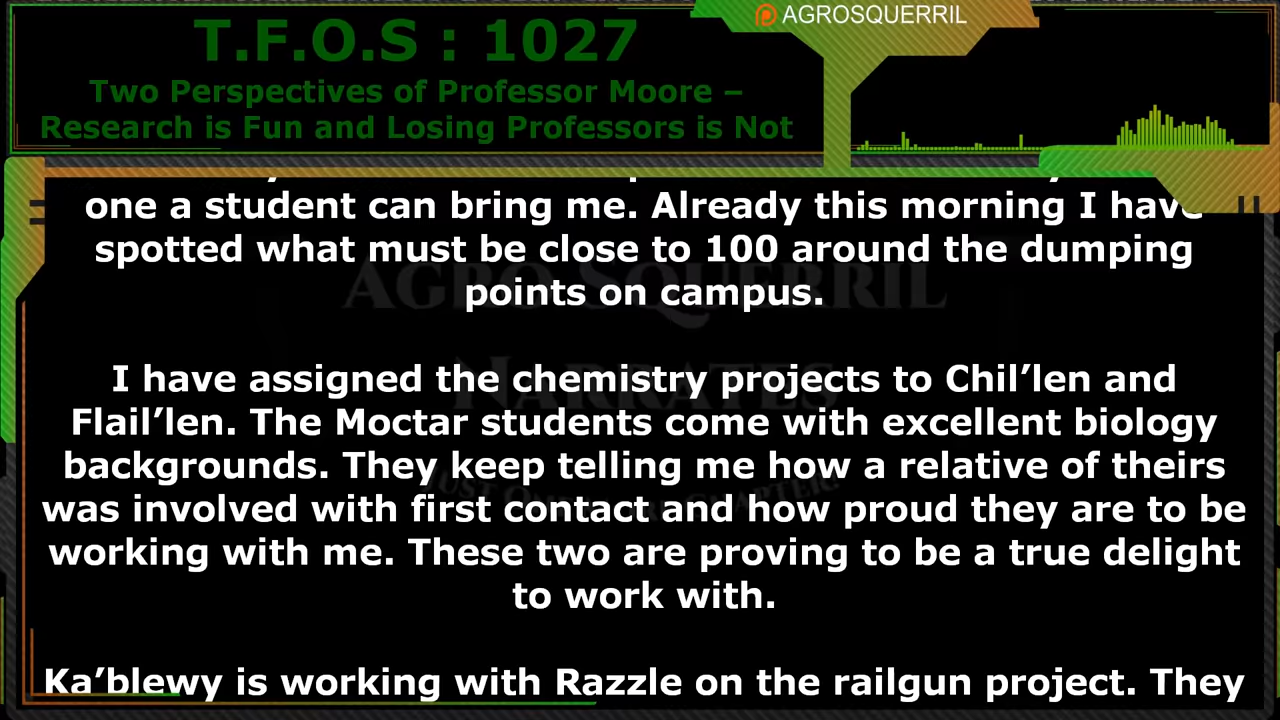 AGROSQUERRIL
T.F.O.S : 1027
Two Perspectives of Professor Moore –
Research is Fun and Losing Professors is Not
one a student can bring me. Already this morning I have
spotted what must be close to 100 around the dumping
points on campus.
AGRO SQUERRIL
NARRATES
I have assigned the chemistry projects to Chil’len and
Flail’len. The Moctar students come with excellent biology
backgrounds. They keep telling me how a relative of theirs
was involved with first contact and how proud they are to be
working with me. These two are proving to be a true delight
to work with.
Ka’blewy is working with Razzle on the railgun project. They